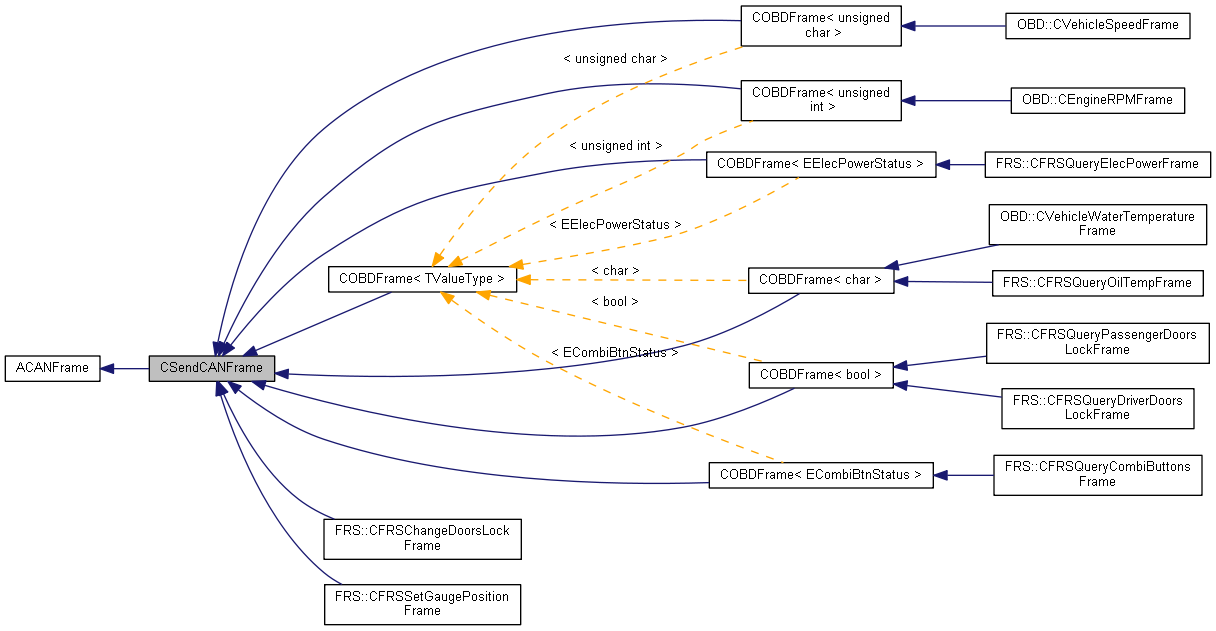 COBDFrame< unsigned
char >
OBD::CVehicleSpeedFrame
< unsigned char >
COBDFrame< unsigned
int >
OBD::CEngineRPMFrame
< unsigned int >
COBDFrame< EElecPowerStatus >
FRS::CFRSQueryElecPowerFrame
< EElecPowerStatus >
OBD::CVehicleWaterTemperature
Frame
COBDFrame< TValueType >
< char >
COBDFrame< char >
FRS::CFRSQueryOilTempFrame
< bool >
FRS::CFRSQueryPassengerDoors
LockFrame
< ECombiBtnStatus >
ACANFrame
CSendCANFrame
COBDFrame< bool >
FRS::CFRSQueryDriverDoors
LockFrame
COBDFrame< ECombiBtnStatus >
FRS::CFRSQueryCombiButtons
Frame
FRS::CFRSChangeDoorsLock
Frame
FRS::CFRSSetGaugePosition
Frame